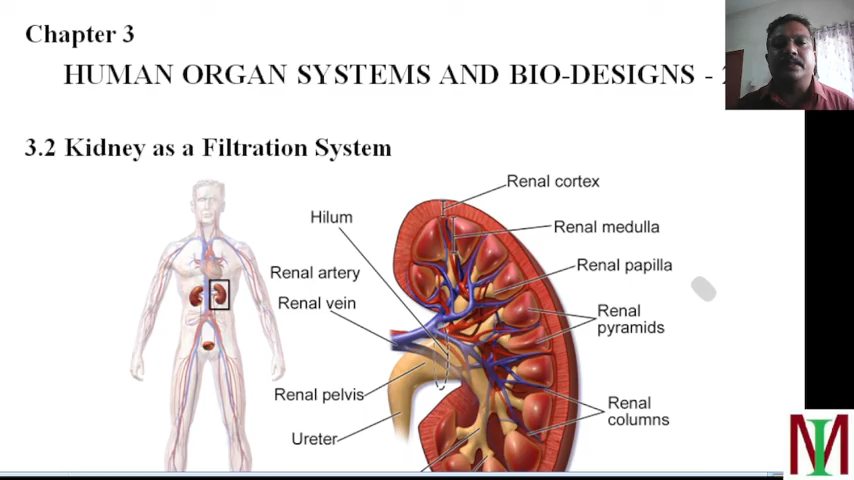 Chapter 3
HUMAN ORGAN SYSTEMS AND BIO-DESIGNS -
3.2 Kidney as a Filtration System
Renal cortex
Hilum
Renal medulla
Renal papilla
Renal artery
Renal vein
Renal
pyramids
Renal pelvis
Renal
columns
Ureter